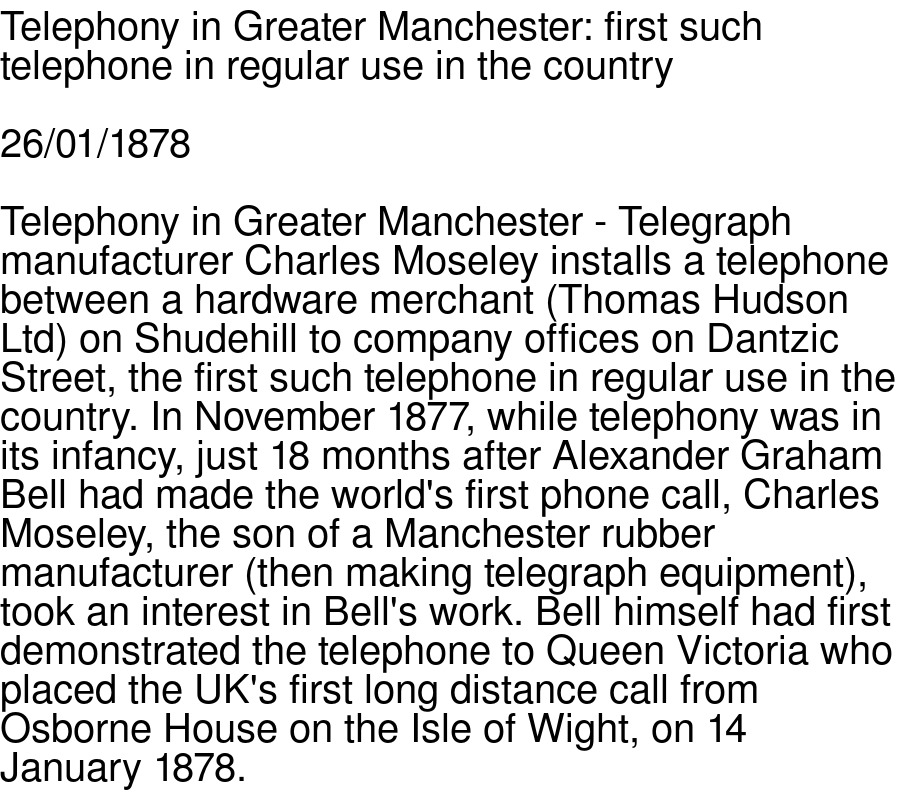 Telephony in Greater Manchester: first such
telephone in regular use in the country
26/01/1878
Telephony in Greater Manchester - Telegraph
manufacturer Charles Moseley installs a telephone
between a hardware merchant (Thomas Hudson
Ltd) on Shudehill to company offices on Dantzic
Street, the first such telephone in regular use in the
country. In November 1877, while telephony was in
its infancy, just 18 months after Alexander Graham
Bell had made the world's first phone call, Charles
Moseley, the son of a Manchester rubber
manufacturer (then making telegraph equipment),
took an interest in Bell's work. Bell himself had first
demonstrated the telephone to Queen Victoria who
placed the UK's first long distance call from
Osborne House on the Isle of Wight, on 14
January 1878.